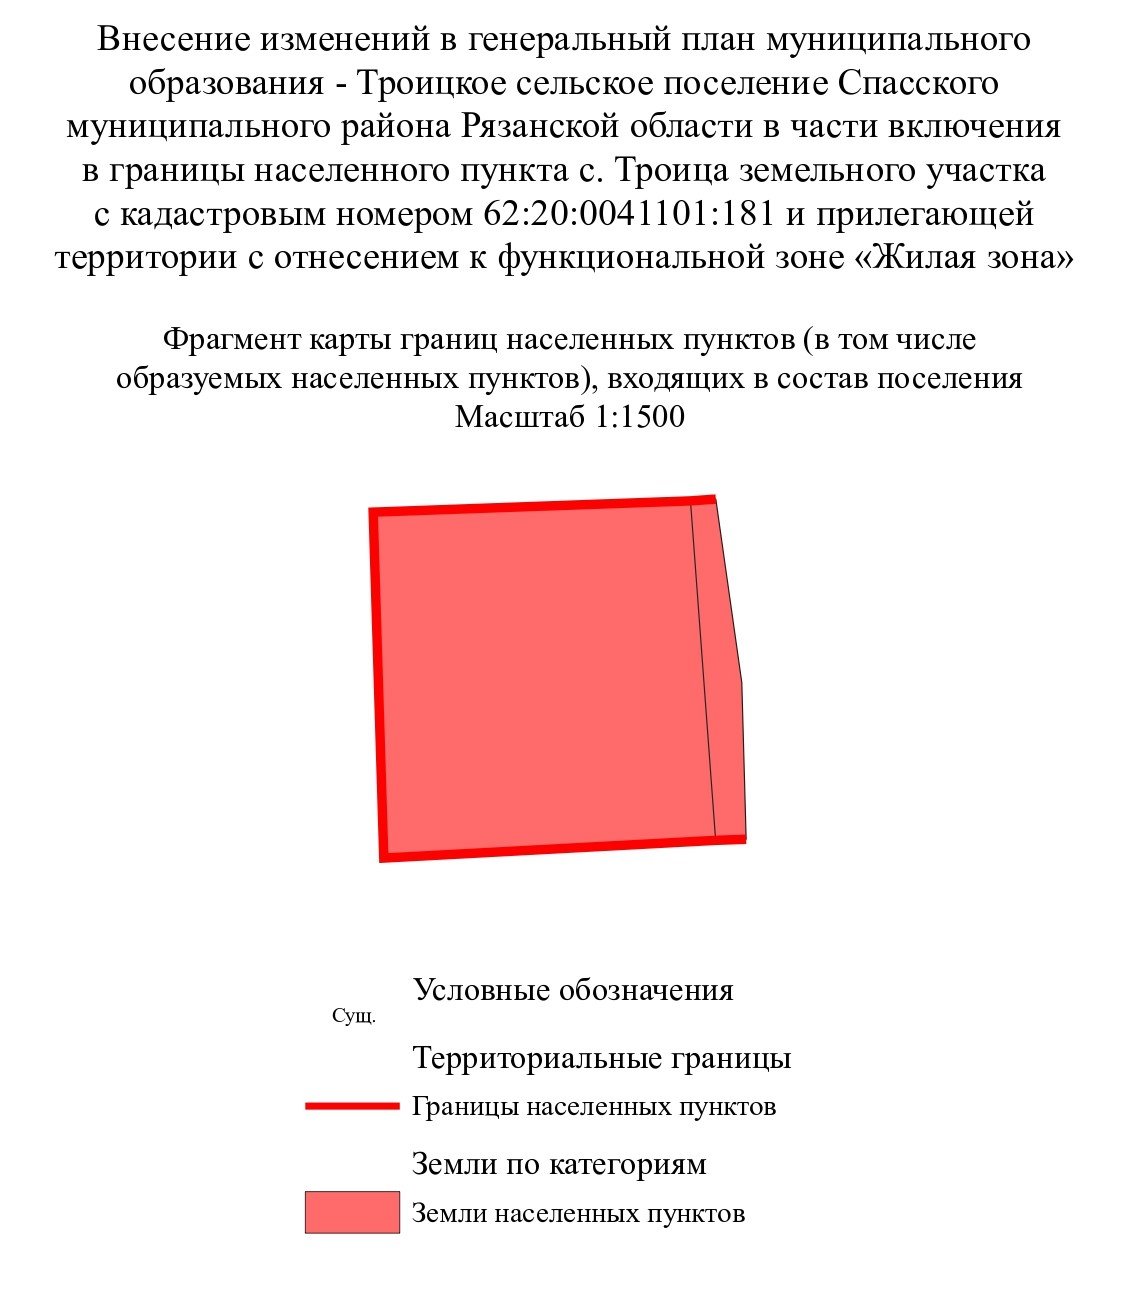 Внесение изменений в генеральный план муниципального
образования - Троицкое сельское поселение Спасского
муниципального района Рязанской области в части включения
в границы населенного пункта с. Троица земельного участка
с кадастровым номером 62:20:0041101:181 и прилегающей
территории с отнесением к функциональной зоне «Жилая зона»
Фрагмент карты границ населенных пунктов (в том числе
образуемых населенных пунктов), входящих в состав поселения
Масштаб 1:1500
Условные обозначения
Сущ.
Территориальные границы
Границы населенных пунктов
Земли по категориям
Земли населенных пунктов